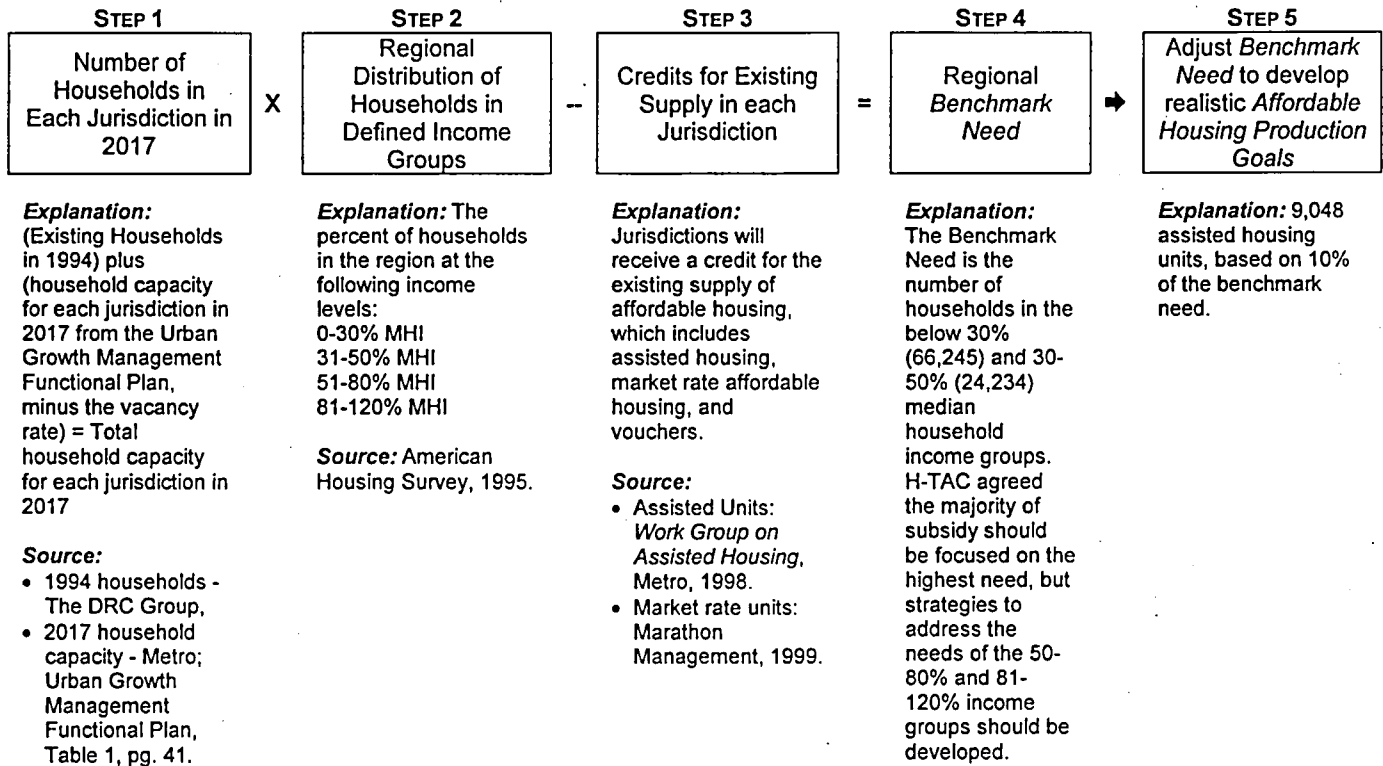 STEP 1
Number of
Households in
Each Jurisdiction in
2017
X
STEP 2
Regional
Distribution of
Households in
Defined Income
Groups
–
STEP 3
Credits for Existing
Supply in each
Jurisdiction
=
STEP 4
Regional
Benchmark
Need
➔
STEP 5
Adjust Benchmark
Need to develop
realistic Affordable
Housing Production
Goals
Explanation:
(Existing Households
in 1994) plus
(household capacity
for each jurisdiction in
2017 from the Urban
Growth Management
Functional Plan,
minus the vacancy
rate) = Total
household capacity
for each jurisdiction in
2017
Source:
• 1994 households -
The DRC Group,
• 2017 household
capacity - Metro;
Urban Growth
Management
Functional Plan,
Table 1, pg. 41.
Explanation: The
percent of households
in the region at the
following income
levels:
0-30% MHI
31-50% MHI
51-80% MHI
81-120% MHI
Source: American
Housing Survey, 1995.
Explanation:
Jurisdictions will
receive a credit for the
existing supply of
affordable housing,
which includes
assisted housing,
market rate affordable
housing, and
vouchers.
Source:
• Assisted Units:
Work Group on
Assisted Housing,
Metro, 1998.
• Market rate units:
Marathon
Management, 1999.
Explanation:
The Benchmark
Need is the
number of
households in the
below 30%
(66,245) and 30-
50% (24,234)
median
household
income groups.
H-TAC agreed
the majority of
subsidy should
be focused on the
highest need, but
strategies to
address the
needs of the 50-
80% and 81-
120% income
groups should be
developed.
Explanation: 9,048
assisted housing
units, based on 10%
of the benchmark
need.